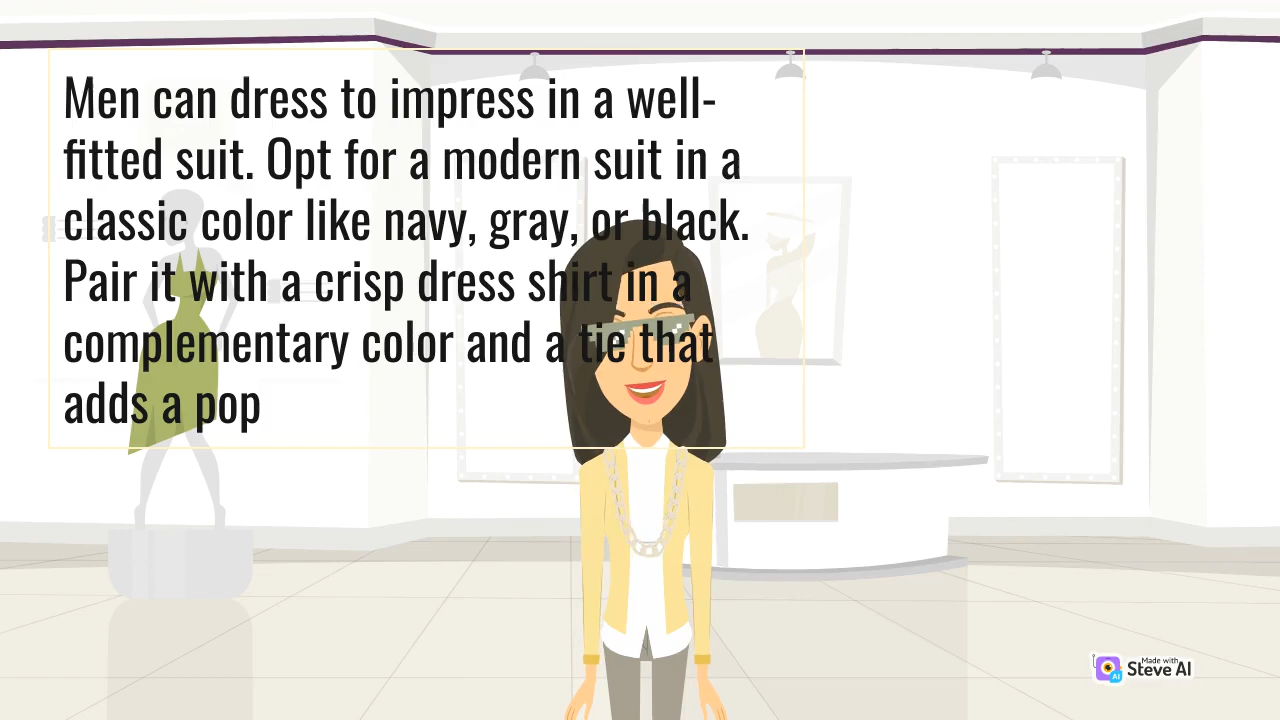 Men can dress to impress in a well-
fitted suit. Opt for a modern suit in a
classic color like navy, gray, or black.
Pair it with a crisp dress shirt in a
complementary color and a tie that
adds a pop
Made with
Steve AI
AI